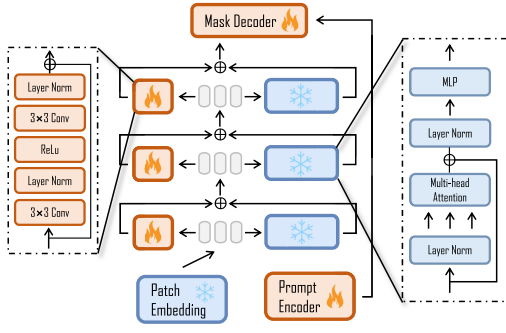 Mask Decoder
Layer Norm
3×3 Conv
ReLu
Layer Norm
3×3 Conv
MLP
Layer Norm
Multi-head
Attention
Layer Norm
Patch
Embedding
Prompt
Encoder